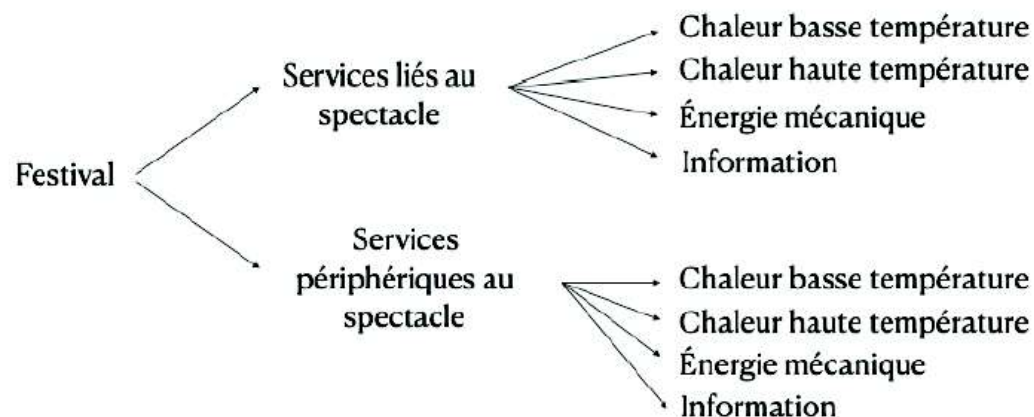 Festival
Services liés au
spectacle
Chaleur basse température
Chaleur haute température
Énergie mécanique
Information
Services
périphériques au
spectacle
Chaleur basse température
Chaleur haute température
Énergie mécanique
Information